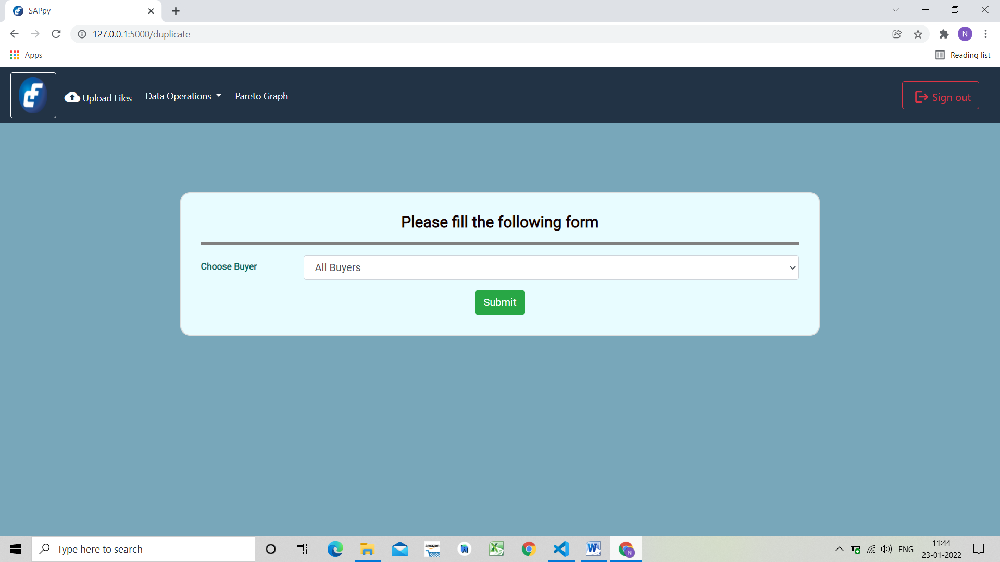 SAPpy
127.0.0.1:5000/duplicate
N
Apps
Reading list
Upload Files
Data Operations
Pareto Graph
Sign out
Please fill the following form
Choose Buyer
All Buyers
Submit
Type here to search
amazon
N
ENG
11:44
23-01-2022